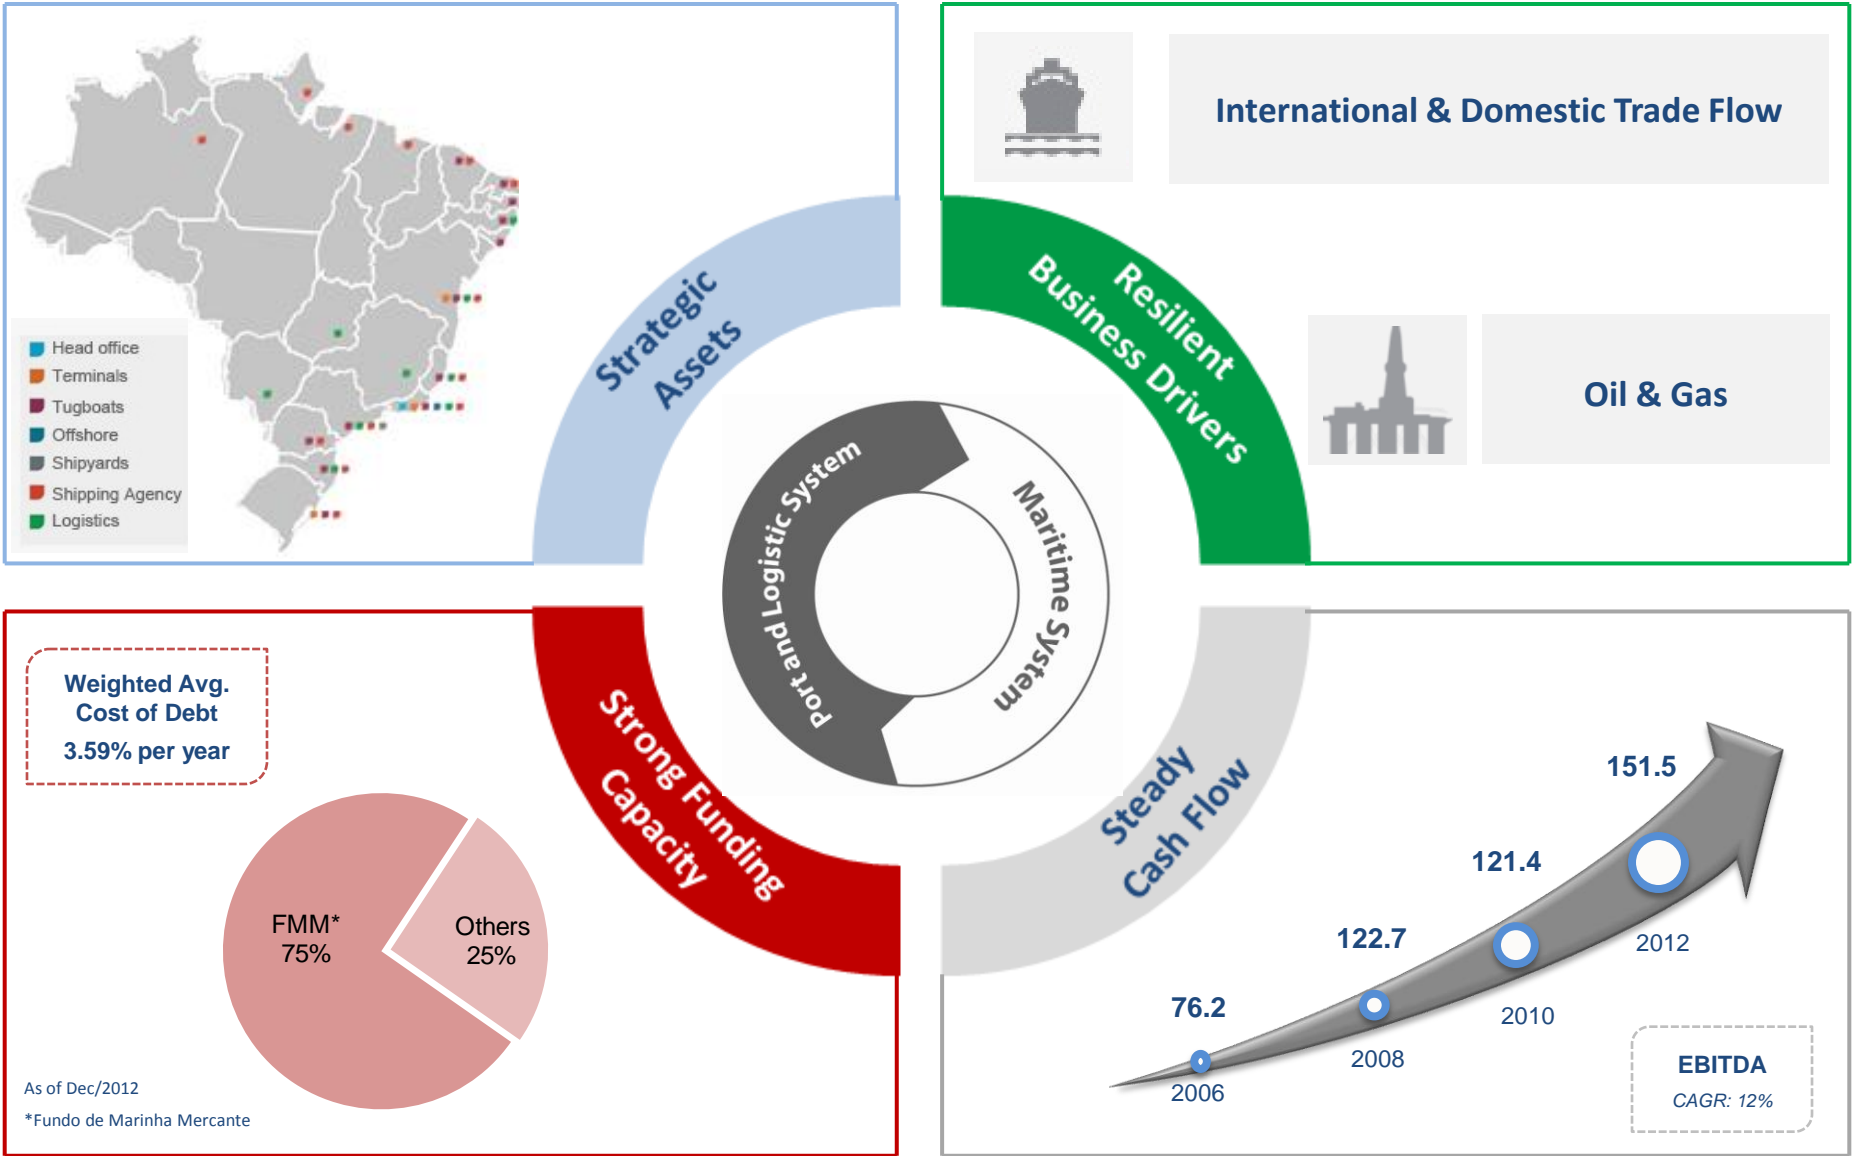 Head office
Terminals
Tugboats
Offshore
Shipyards
Shipping Agency
Logistics
Strategic
Assets
International & Domestic Trade Flow
Oil & Gas
Resilient
Business Drivers
Port and Logistic System
Maritime System
Weighted Avg.
Cost of Debt
3.59% per year
FMM*
75%
Others
25%
As of Dec/2012
*Fundo de Marinha Mercante
Strong Funding
Capacity
Steady
Cash Flow
76.2
122.7
121.4
151.5
2006
2008
2010
2012
EBITDA
CAGR: 12%